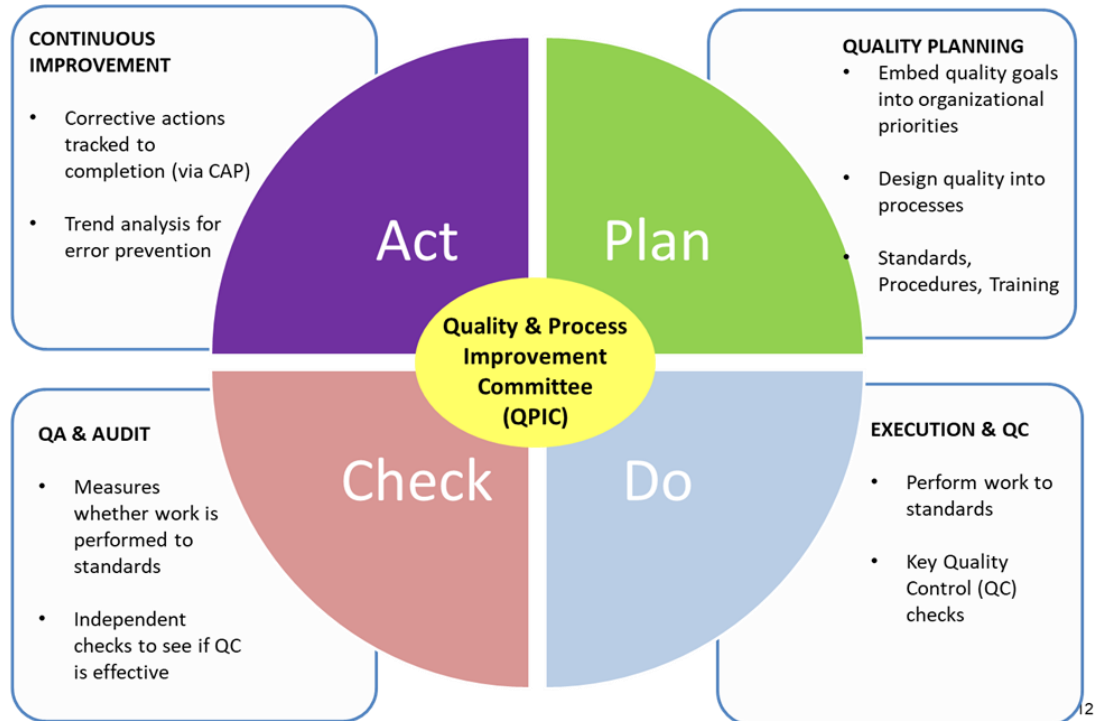 CONTINUOUS
IMPROVEMENT
• Corrective actions
tracked to
completion (via CAP)
• Trend analysis for
error prevention
QUALITY PLANNING
• Embed quality goals
into organizational
priorities
• Design quality into
processes
• Standards,
Procedures, Training
Act
Plan
Quality & Process
Improvement
Committee
(QPIC)
Check
Do
QA & AUDIT
• Measures
whether work is
performed to
standards
• Independent
checks to see if QC
is effective
EXECUTION & QC
• Perform work to
standards
• Key Quality
Control (QC)
checks
12